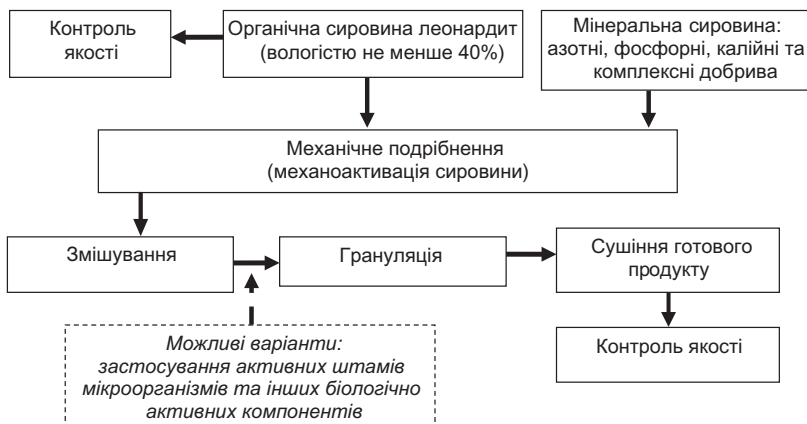 Контроль
якості
Органічна сировина леонардит
(вологістю не менше 40%)
Мінеральна сировина:
азотні, фосфорні, калійні та
комплексні добрива
Механічне подрібнення
(механоактивація сировини)
Змішування
Грануляція
Сушіння готового
продукту
Можливі варіанти:
застосування активних штамів
мікроорганізмів та інших біологічно
активних компонентів
Контроль якості